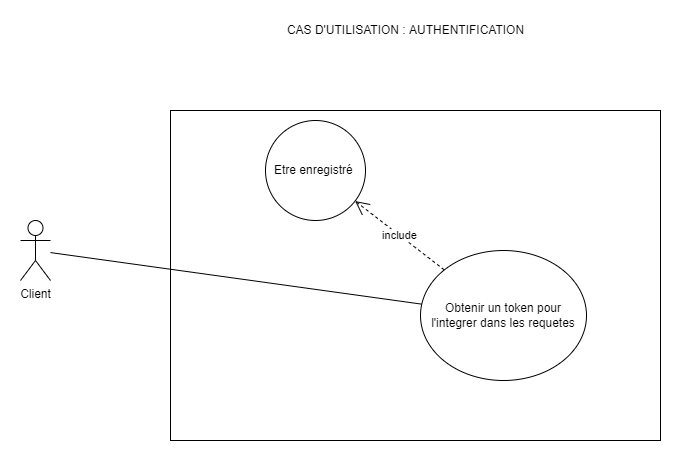 CAS D'UTILISATION : AUTHENTIFICATION
Etre enregistré
include
Client
Obtenir un token pour
l'integrer dans les requetes